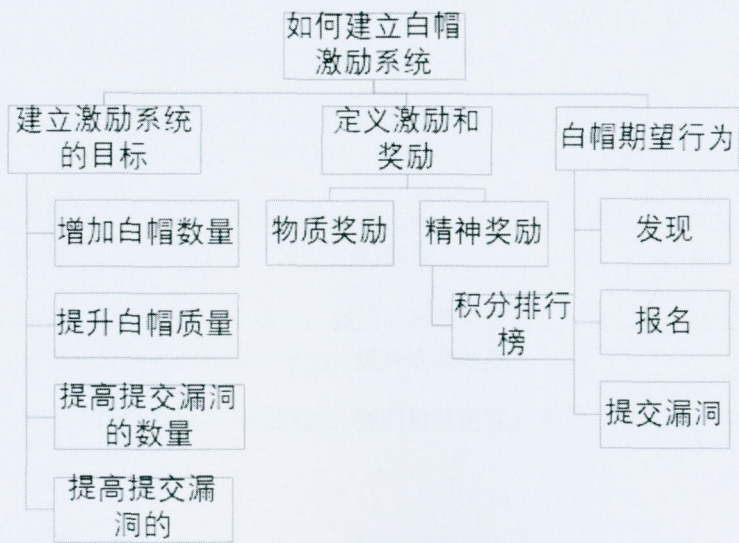 如何建立白帽
激励系统
建立激励系统
的目标
定义激励和
奖励
白帽期望行为
增加白帽数量
物质奖励
精神奖励
发现
提升白帽质量
积分排行
榜
报名
提高提交漏洞
的数量
提交漏洞
提高提交漏
洞的